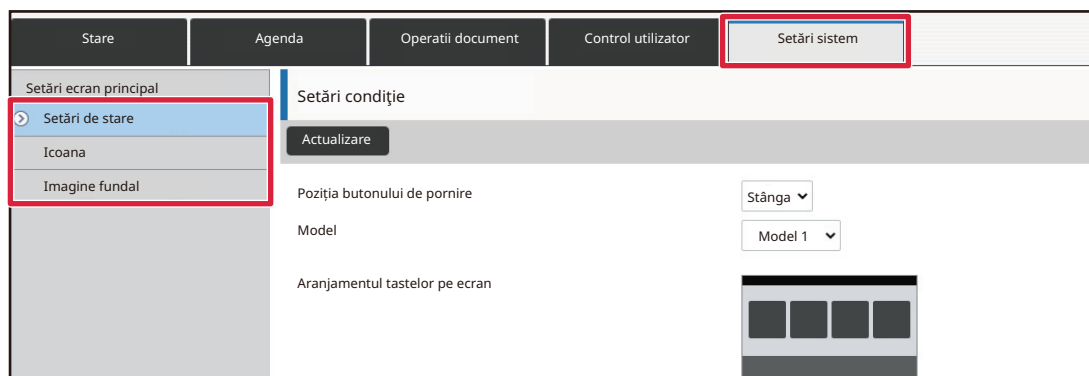 Stare
Agenda
Operatii document
Control utilizator
Setări sistem
Setări ecran principal
Setări de stare
Icoana
Imagine fundal
Setări condiţie
Actualizare
Poziția butonului de pornire
Stânga
Model
Model 1
Aranjamentul tastelor pe ecran